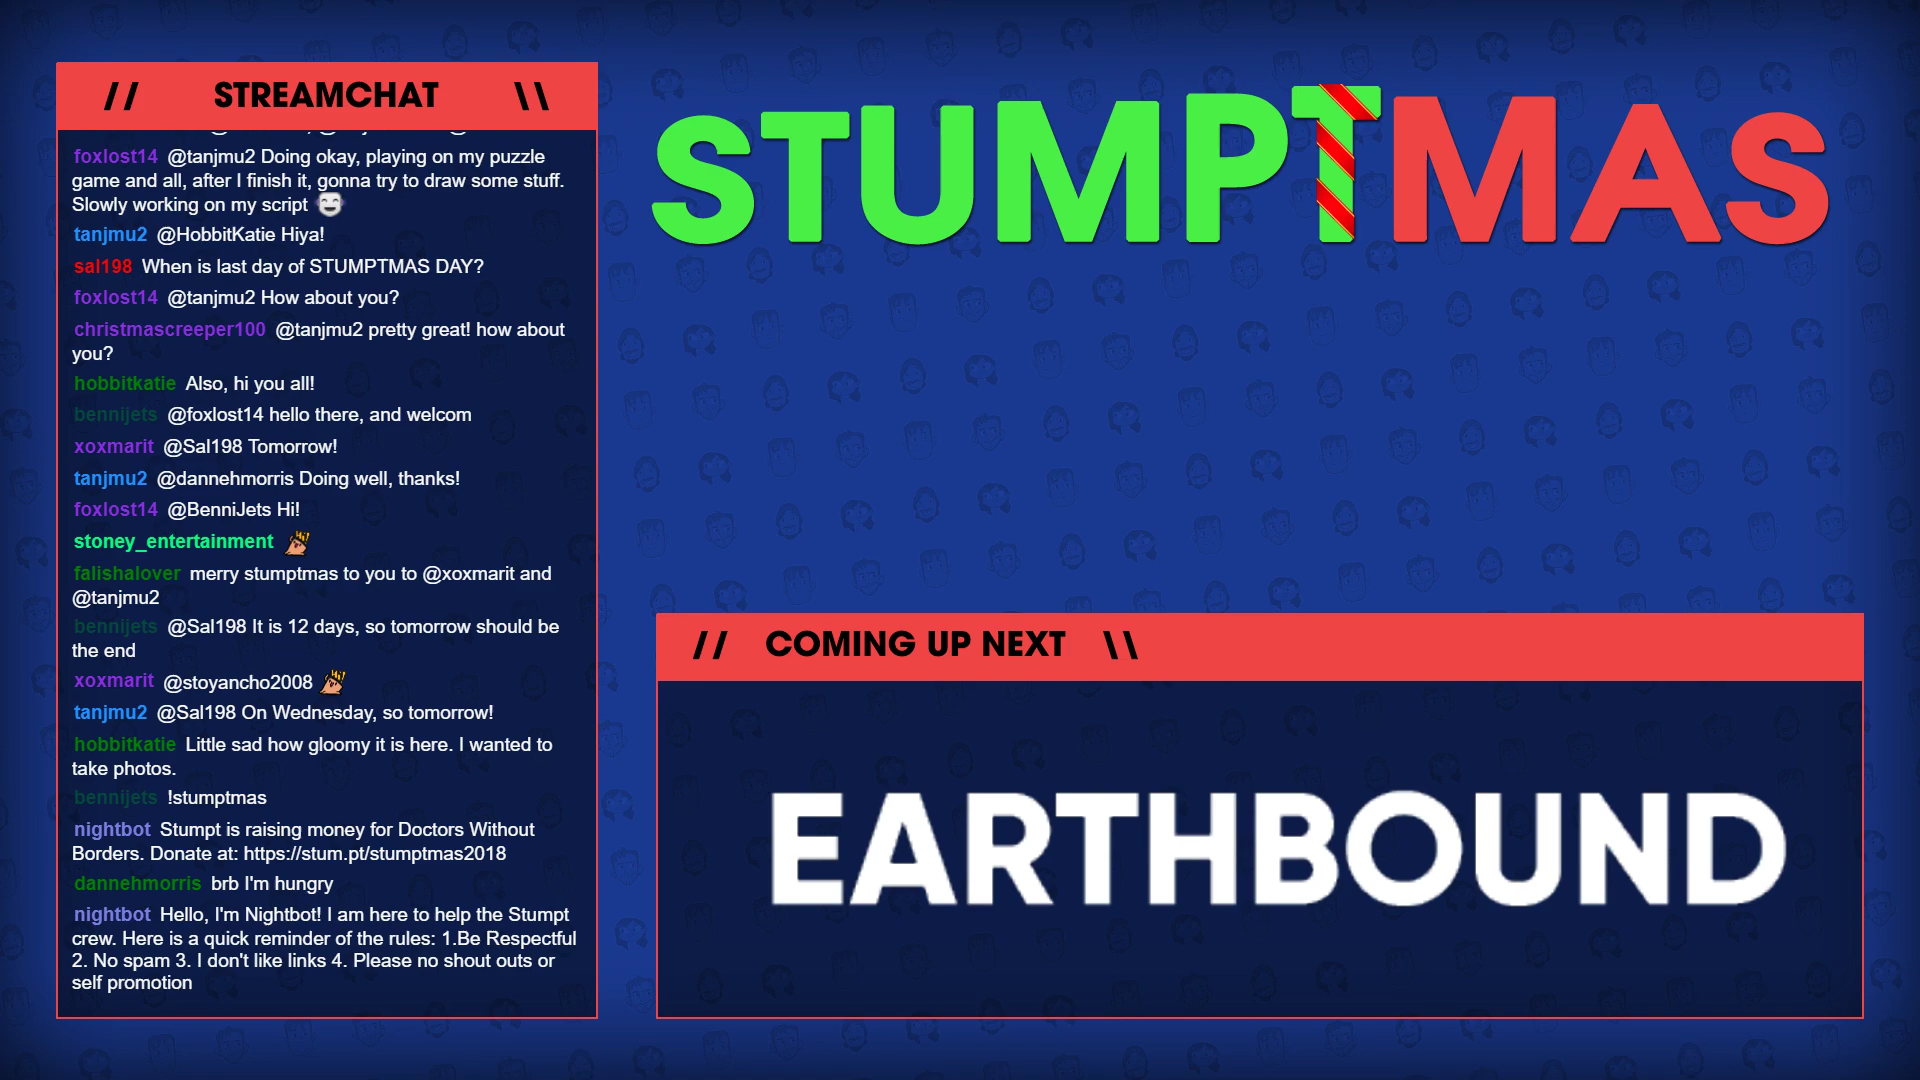 // STREAMCHAT \\
foxlost14 @tanjmu2 Doing okay, playing on my puzzle
game and all, after I finish it, gonna try to draw some stuff.
Slowly working on my script
tanjmu2 @HobbitKatie Hiya!
sal198 When is last day of STUMPTMAS DAY?
foxlost14 @tanjmu2 How about you?
christmascreeper100 @tanjmu2 pretty great! how about
you?
hobbitkatie Also, hi you all!
bennijets @foxlost14 hello there, and welcom
xoxmarit @Sal198 Tomorrow!
tanjmu2 @dannehmorris Doing well, thanks!
foxlost14 @BenniJets Hi!
stoney_entertainment
falishalover merry stumptmas to you to @xoxmarit and
@tanjmu2
bennijets @Sal198 It is 12 days, so tomorrow should be
the end
xoxmarit @stoyancho2008
tanjmu2 @Sal198 On Wednesday, so tomorrow!
hobbitkatie Little sad how gloomy it is here. I wanted to
take photos.
bennijets !stumptmas
nightbot Stumpt is raising money for Doctors Without
Borders. Donate at: https://stum.pt/stumptmas2018
dannehmorris brb I'm hungry
nightbot Hello, I'm Nightbot! I am here to help the Stumpt
crew. Here is a quick reminder of the rules: 1.Be Respectful
2. No spam 3. I don't like links 4. Please no shout outs or
self promotion
STUMPTMAS
// COMING UP NEXT \\
EARTHBOUND